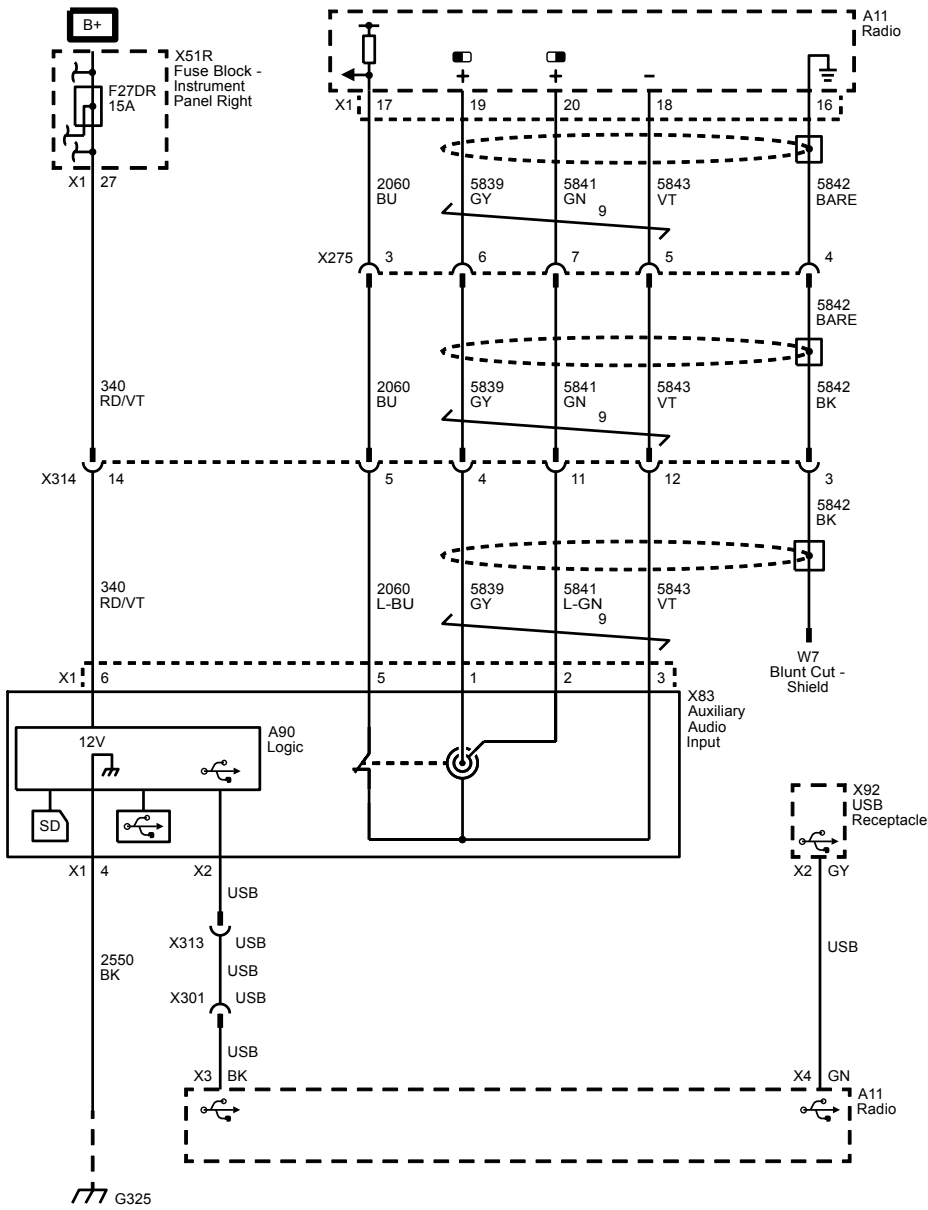 B+
X51R
Fuse Block -
Instrument
Panel Right
F27DR
15A
X1 27
A11
Radio
+ + −
X1 17 19 20 18 16
2060
BU
5839
GY
5841
GN
5843
VT
5842
BARE
9
X275 3 6 7 5 4
5842
BARE
340
RD/VT
2060
BU
5839
GY
5841
GN
5843
VT
5842
BK
9
X314 14 5 4 11 12 3
5842
BK
340
RD/VT
2060
L-BU
5839
GY
5841
L-GN
5843
VT
9
W7
Blunt Cut -
Shield
X1 6 5 1 2 3
X83
Auxiliary
Audio
Input
A90
Logic
12V
SD
X92
USB
Receptacle
X1 4 X2
X2 GY
USB
X313 USB
USB
2550
BK
USB
X301 USB
USB
X3 BK
X4 GN
A11
Radio
G325